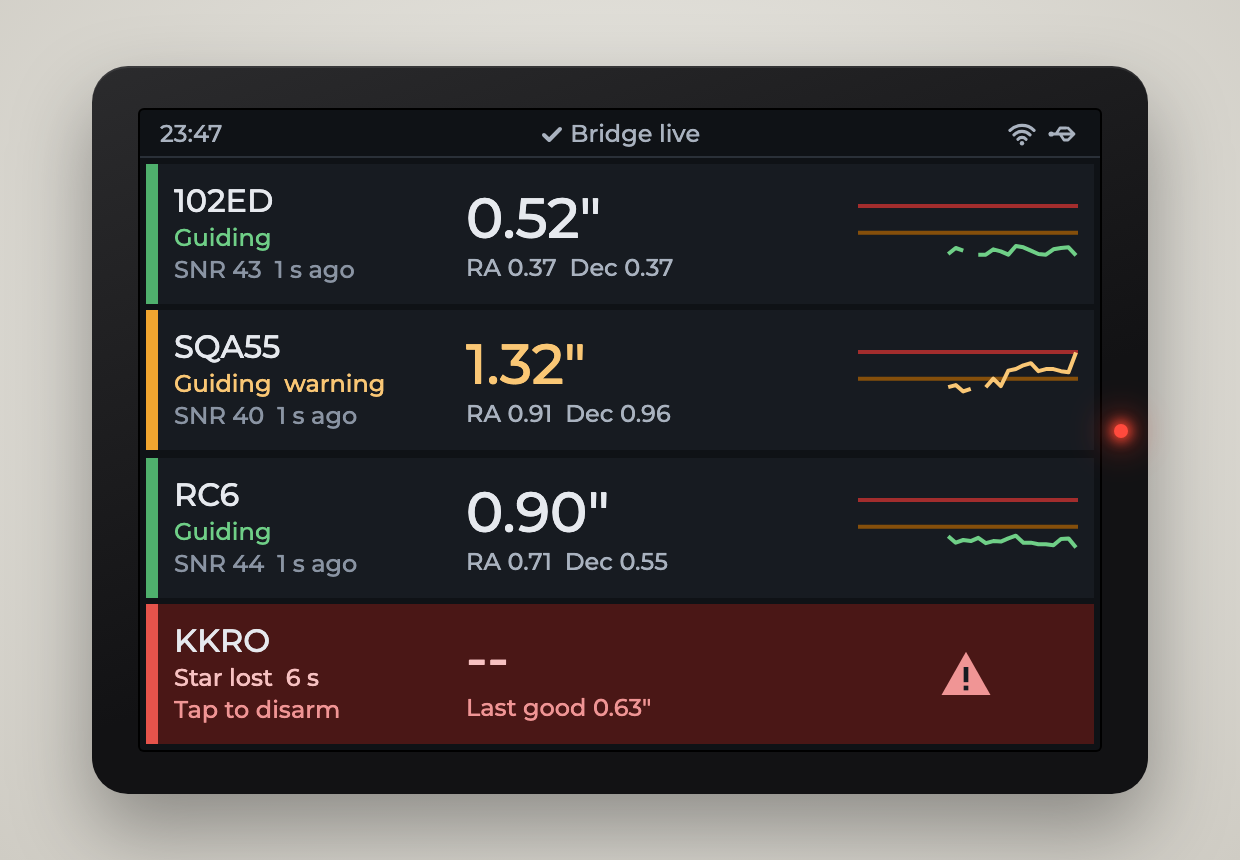 23:47 Bridge live
102ED
Guiding
SNR 43 1 s ago
0.52"
RA 0.37 Dec 0.37
SQA55
Guiding warning
SNR 40 1 s ago
1.32"
RA 0.91 Dec 0.96
RC6
Guiding
SNR 44 1 s ago
0.90"
RA 0.71 Dec 0.55
KKRO
Star lost 6 s
Tap to disarm
--
Last good 0.63"